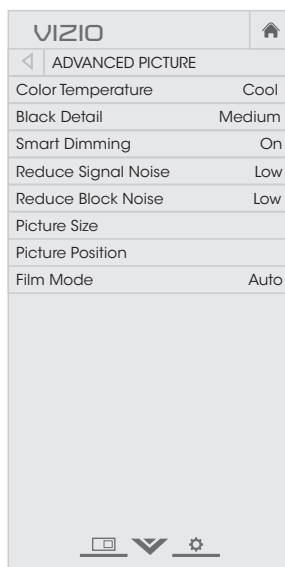 VIZIO
ADVANCED PICTURE
Color Temperature Cool
Black Detail Medium
Smart Dimming On
Reduce Signal Noise Low
Reduce Block Noise Low
Picture Size
Picture Position
Film Mode Auto